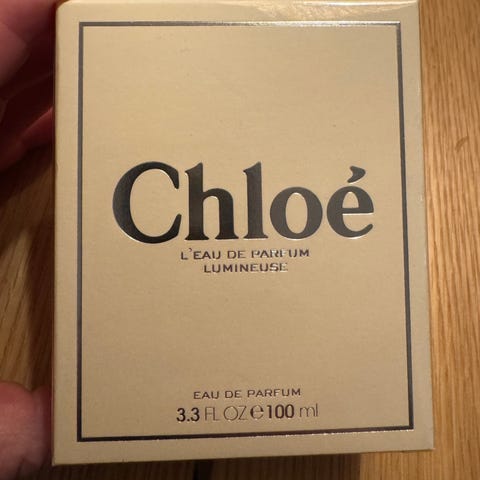 Chloé
L'EAU DE PARFUM
LUMINEUSE
EAU DE PARFUM
3.3 FL OZ ℮ 100 ml